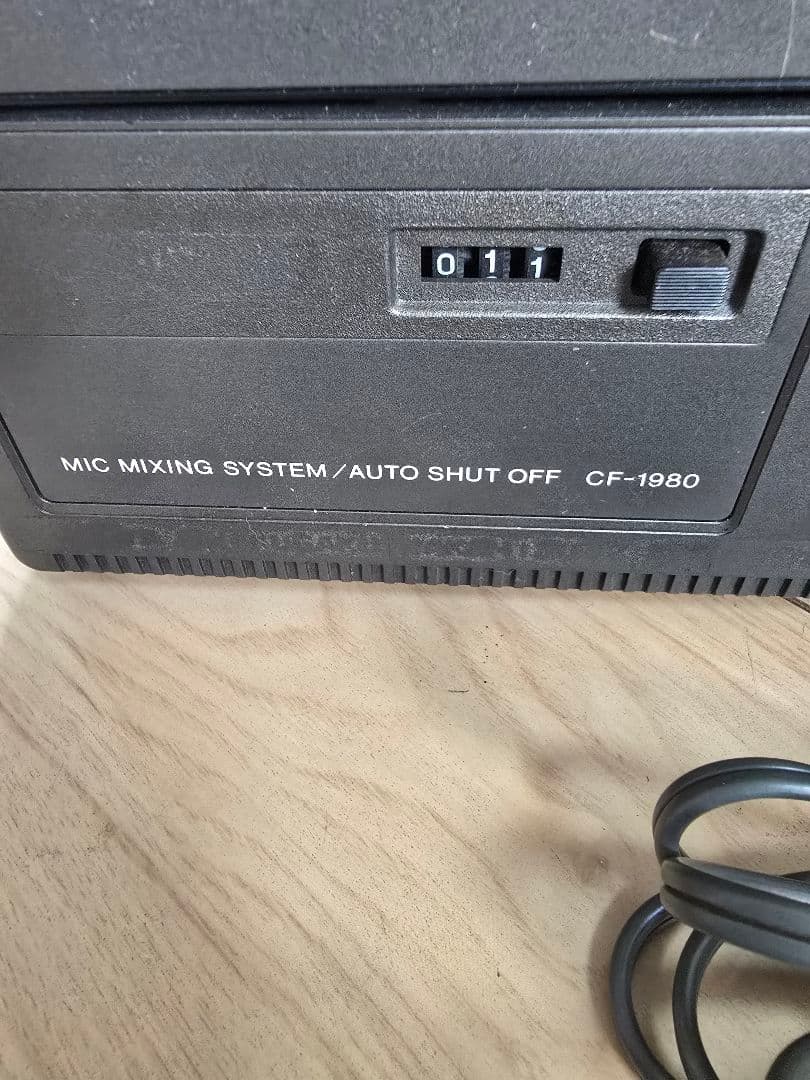 011
MIC MIXING SYSTEM/AUTO SHUT OFF CF-1980